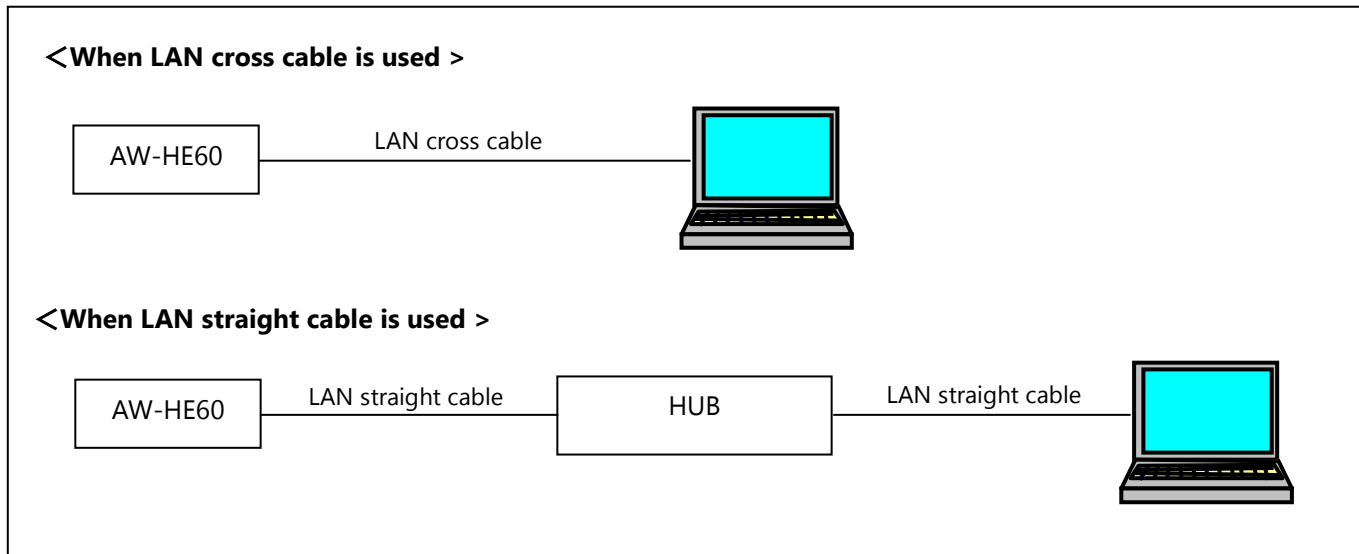 ＜When LAN cross cable is used >
AW-HE60
LAN cross cable
＜When LAN straight cable is used >
AW-HE60
LAN straight cable
HUB
LAN straight cable